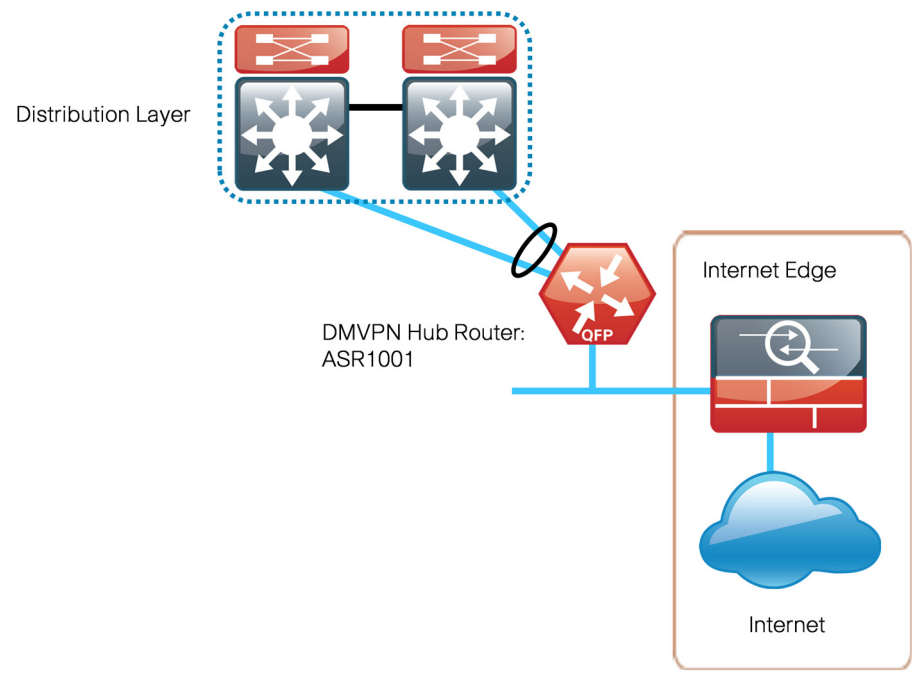 Distribution Layer
Internet Edge
DMVPN Hub Router:
ASR1001
QFP
Internet